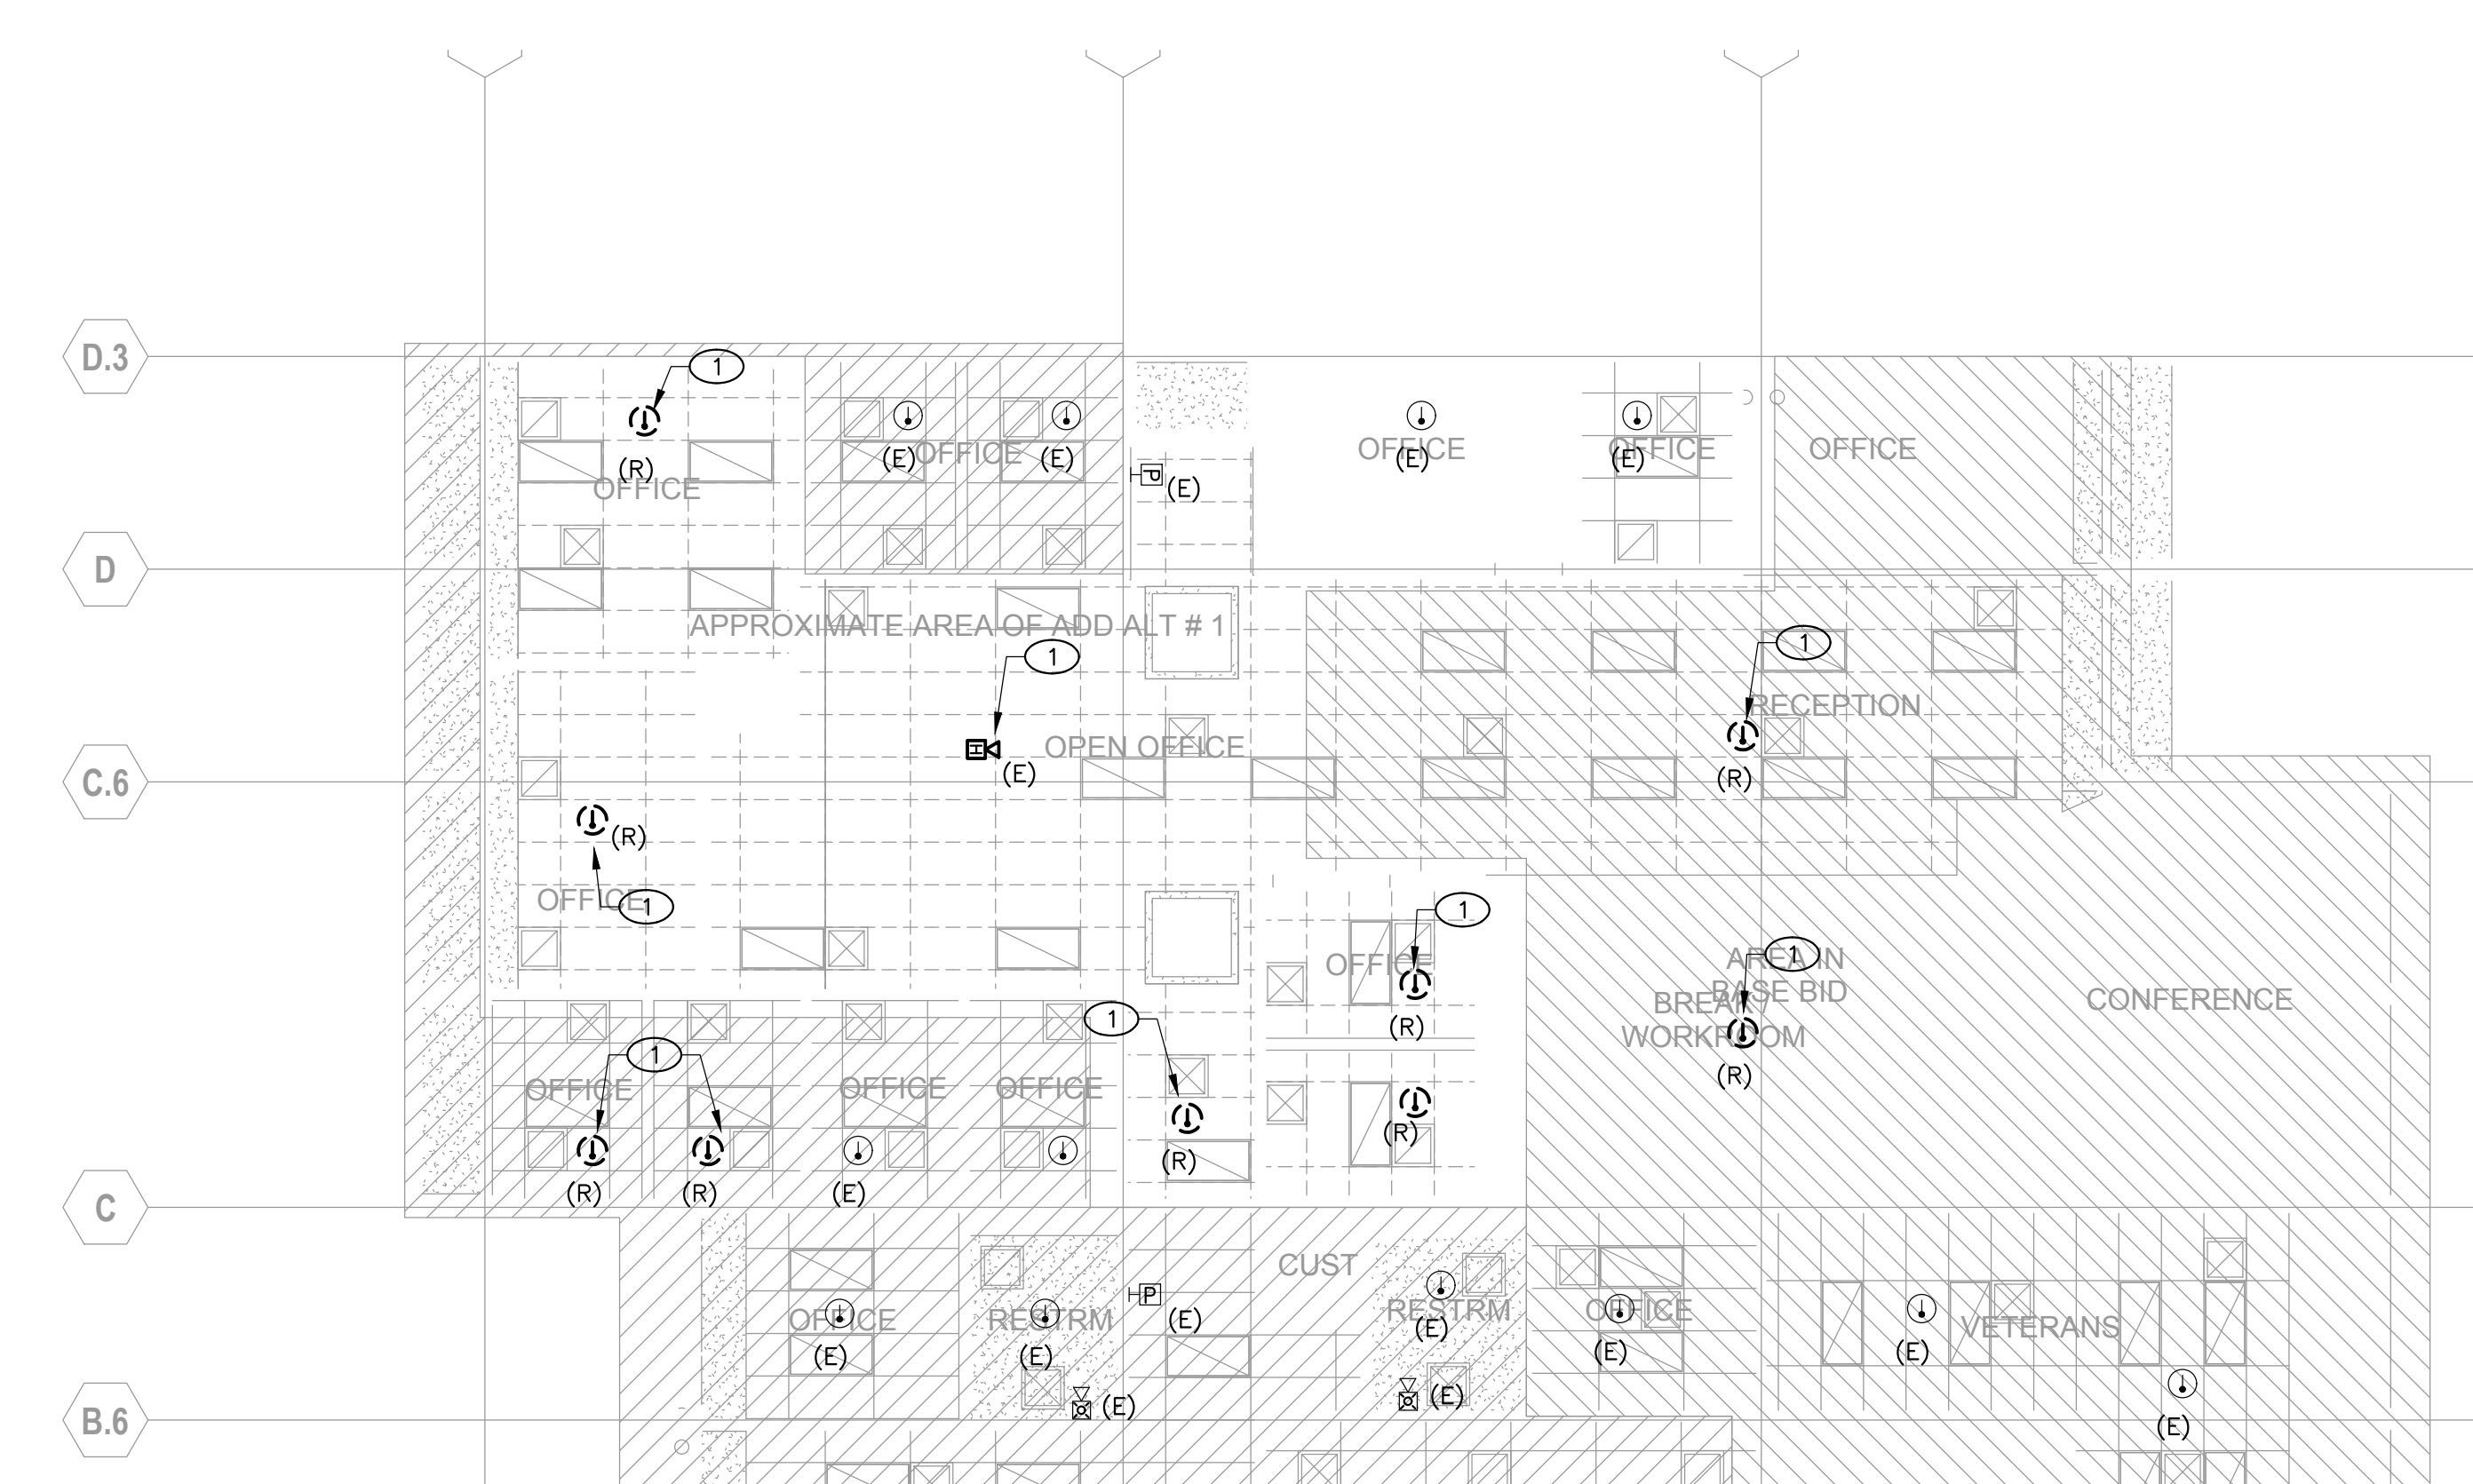 D.3
1
(R)
OFFICE
(E)
OFFICE
(E)
P
(E)
OFFICE
(E)
OFFICE
(E)
OFFICE
D
APPROXIMATE AREA OF ADD ALT # 1
1
1
RECEPTION
H
OPEN OFFICE
(E)
(R)
C.6
(R)
OFFICE
1
1
OFFICE
(R)
1
AREA IN
BASE BID
BREAK
WORKROOM
(R)
CONFERENCE
1
1
OFFICE
OFFICE
OFFICE
(R)
(R)
(R)
(R)
(E)
C
CUST
P
(E)
OFFICE
(E)
RESTRM
(E)
(E)
RESTRM
(E)
(E)
OFFICE
(E)
VETERANS
(E)
(E)
B.6